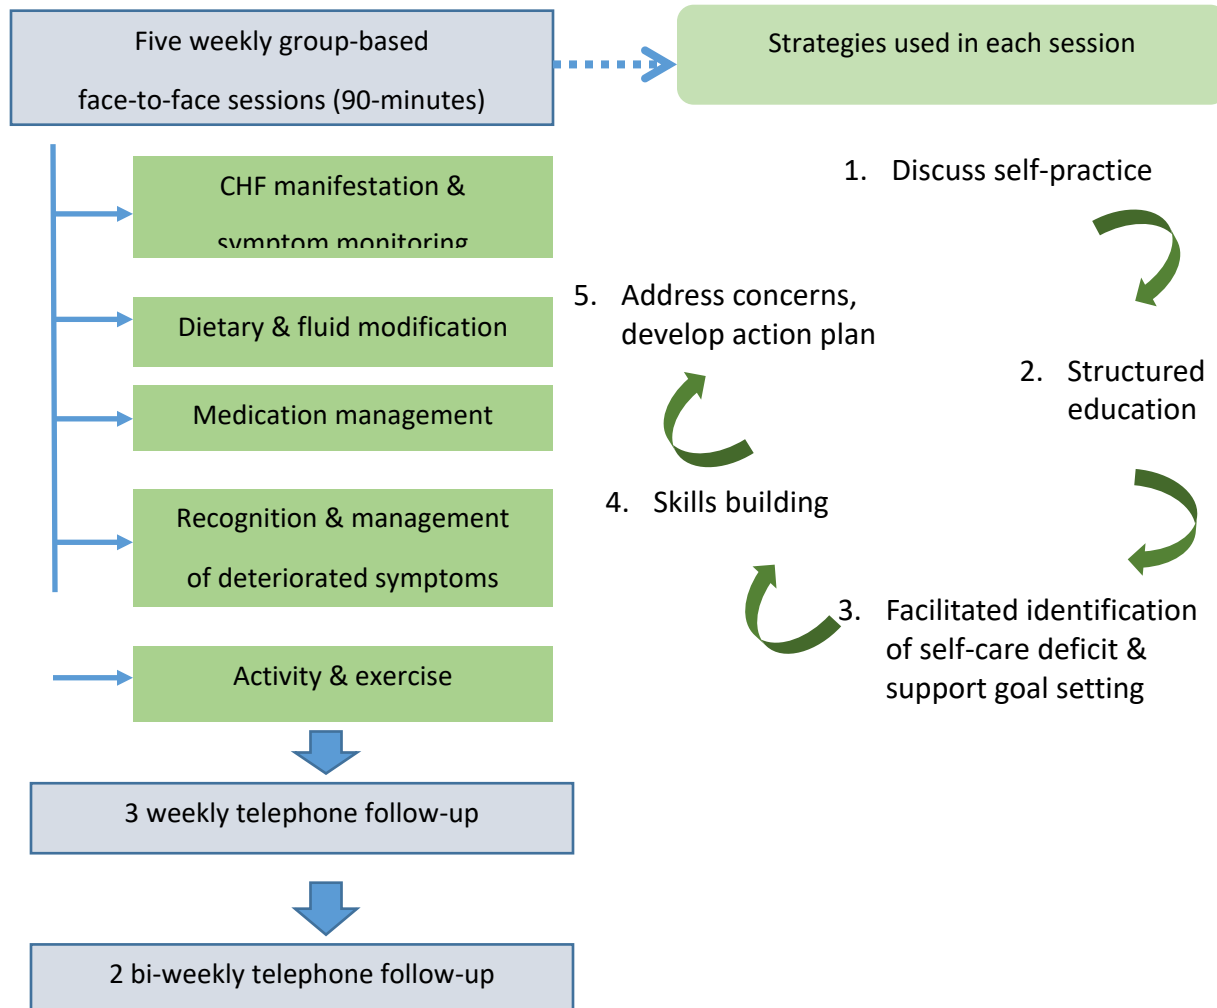 Five weekly group-based
face-to-face sessions (90-minutes)
Strategies used in each session
CHF manifestation &
symptom monitoring
Dietary & fluid modification
Medication management
Recognition & management
of deteriorated symptoms
Activity & exercise
3 weekly telephone follow-up
2 bi-weekly telephone follow-up
1. Discuss self-practice
2. Structured
education
3. Facilitated identification
of self-care deficit &
support goal setting
4. Skills building
5. Address concerns,
develop action plan